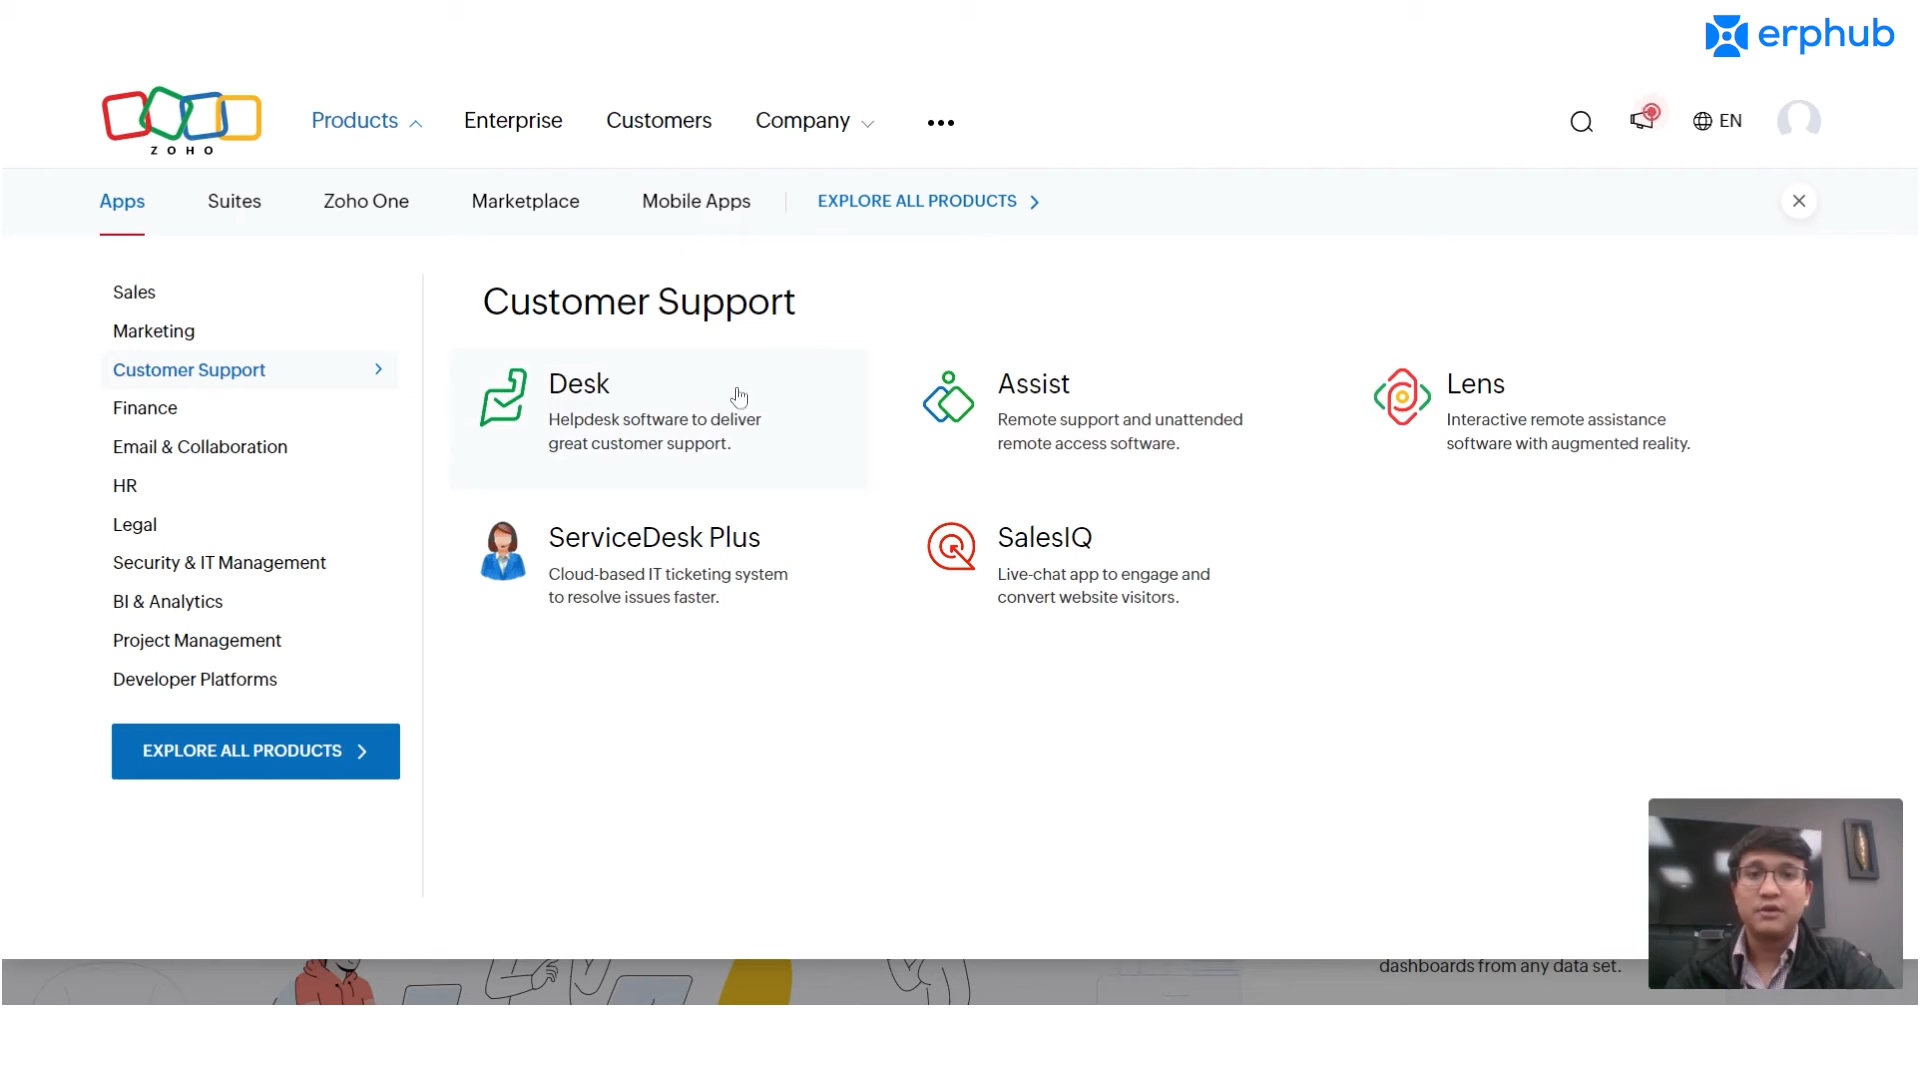 erphub
ZOHO
Products
Enterprise
Customers
Company
EN
Apps
Suites
Zoho One
Marketplace
Mobile Apps
EXPLORE ALL PRODUCTS
Sales
Marketing
Customer Support
Finance
Email & Collaboration
HR
Legal
Security & IT Management
BI & Analytics
Project Management
Developer Platforms
EXPLORE ALL PRODUCTS
Customer Support
Desk
Helpdesk software to deliver
great customer support.
Assist
Remote support and unattended
remote access software.
Lens
Interactive remote assistance
software with augmented reality.
ServiceDesk Plus
Cloud-based IT ticketing system
to resolve issues faster.
SalesIQ
Live-chat app to engage and
convert website visitors.
dashboards from any data set.